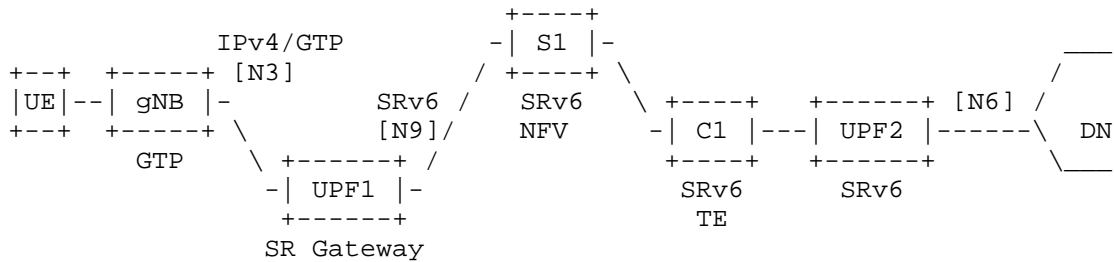 S1
IPv4/GTP
[N3]
UE gNB SRv6 SRv6 [N6]
[N9] NFV C1 UPF2 DN
GTP
UPF1 SRv6 SRv6
TE
SR Gateway